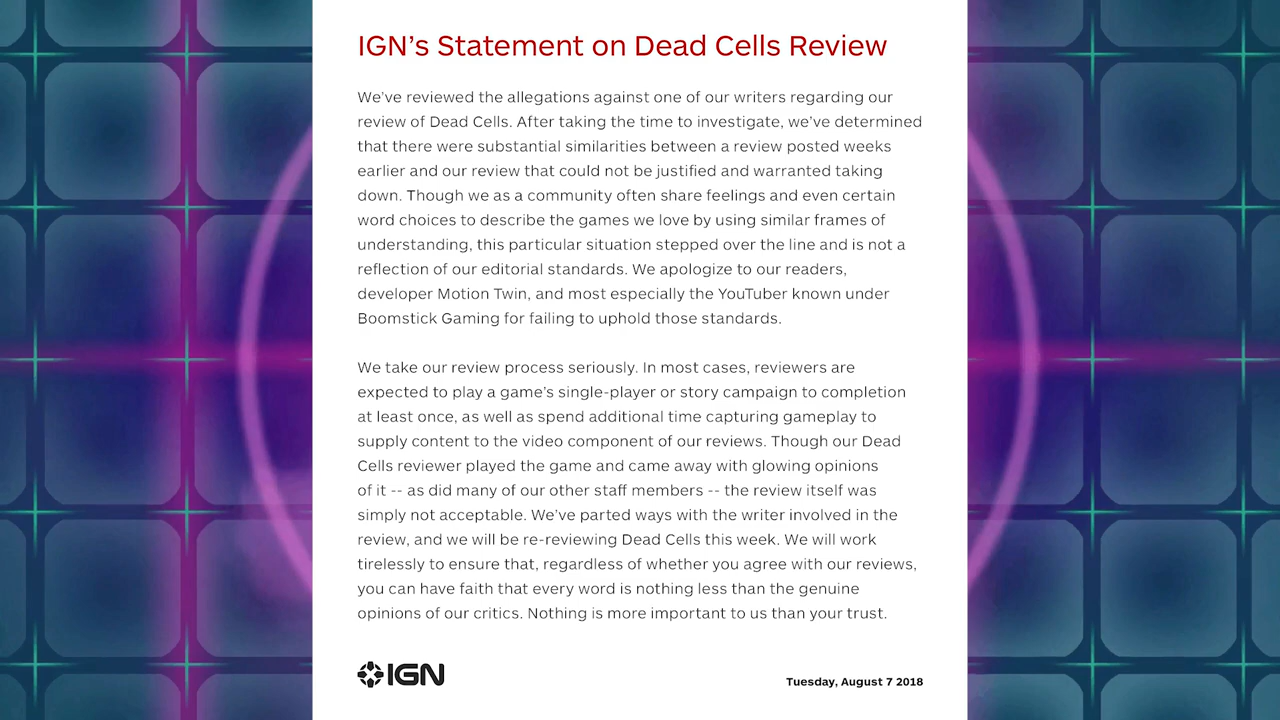 IGN’s Statement on Dead Cells Review
We’ve reviewed the allegations against one of our writers regarding our
review of Dead Cells. After taking the time to investigate, we’ve determined
that there were substantial similarities between a review posted weeks
earlier and our review that could not be justified and warranted taking
down. Though we as a community often share feelings and even certain
word choices to describe the games we love by using similar frames of
understanding, this particular situation stepped over the line and is not a
reflection of our editorial standards. We apologize to our readers,
developer Motion Twin, and most especially the YouTuber known under
Boomstick Gaming for failing to uphold those standards.
We take our review process seriously. In most cases, reviewers are
expected to play a game’s single-player or story campaign to completion
at least once, as well as spend additional time capturing gameplay to
supply content to the video component of our reviews. Though our Dead
Cells reviewer played the game and came away with glowing opinions
of it -- as did many of our other staff members -- the review itself was
simply not acceptable. We’ve parted ways with the writer involved in the
review, and we will be re-reviewing Dead Cells this week. We will work
tirelessly to ensure that, regardless of whether you agree with our reviews,
you can have faith that every word is nothing less than the genuine
opinions of our critics. Nothing is more important to us than your trust.
IGN
Tuesday, August 7 2018